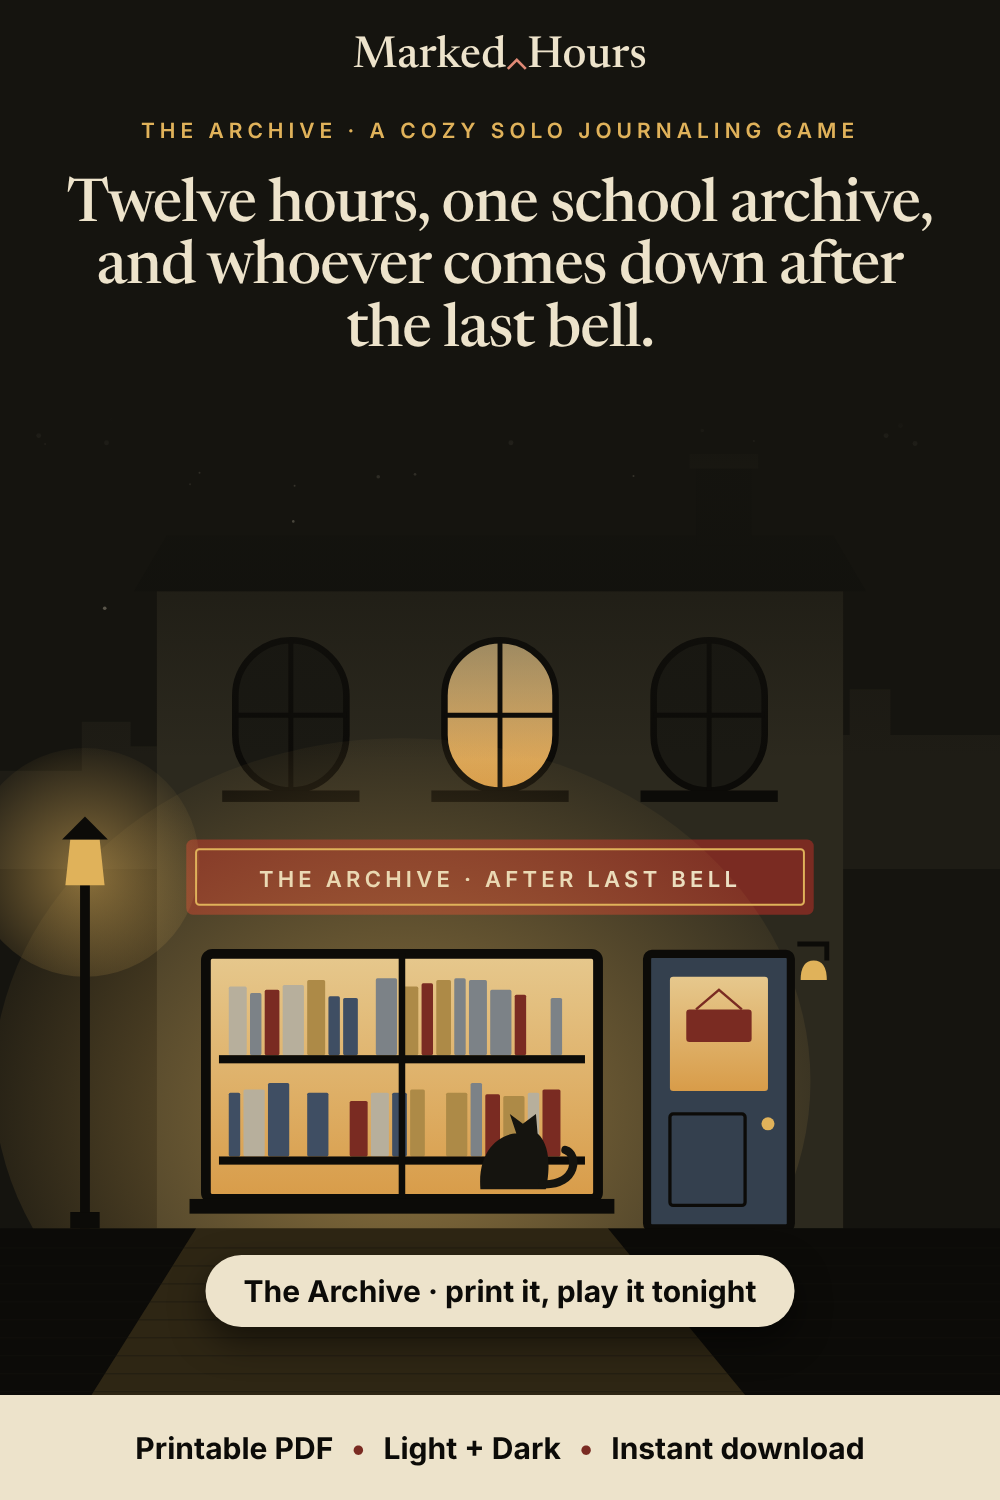 Marked‸Hours
THE ARCHIVE · A COZY SOLO JOURNALING GAME
Twelve hours, one school archive,
and whoever comes down after
the last bell.
THE ARCHIVE · AFTER LAST BELL
The Archive · print it, play it tonight
Printable PDF • Light + Dark • Instant download